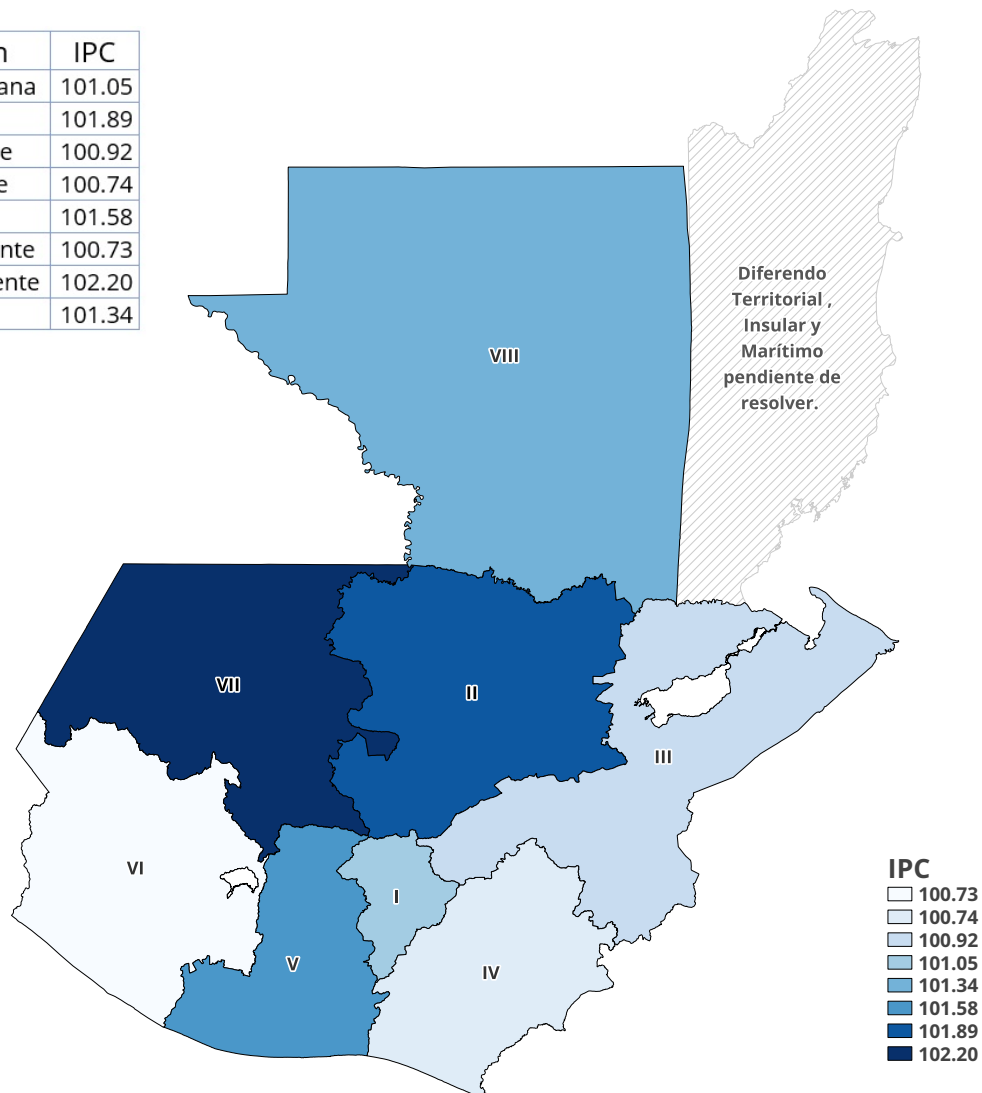 IPC
101.05
101.89
100.92
100.74
101.58
nte 100.73
ente 102.20
101.34
Diferendo
Territorial ,
Insular y
Marítimo
pendiente de
resolver.
VIII
VII
II
III
VI
I
V
IV
IPC
100.73
100.74
100.92
101.05
101.34
101.58
101.89
102.20